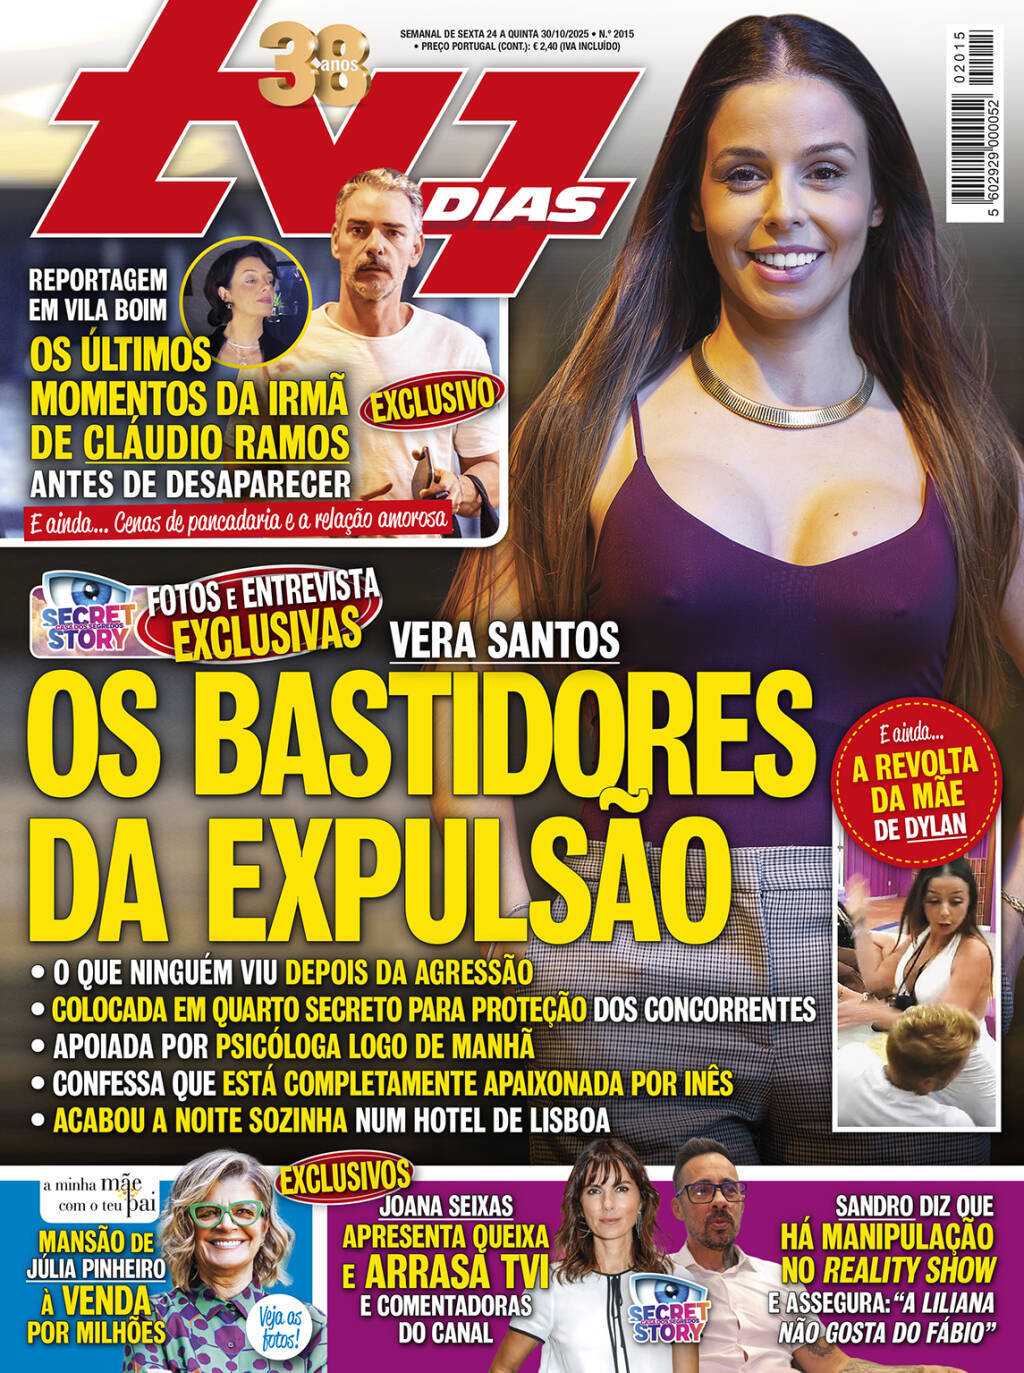 SEMANAL DE SEXTA 24 A QUINTA 30/10/2025 • N.º 2015
• PREÇO PORTUGAL (CONT.): € 2,40 (IVA INCLUÍDO)
38
anos
tv7
DIAS
02015
5 602929 000052
REPORTAGEM
EM VILA BOIM
OS ÚLTIMOS
MOMENTOS DA IRMÃ
DE CLÁUDIO RAMOS
ANTES DE DESAPARECER
EXCLUSIVO
E ainda... Cenas de pancadaria e a relação amorosa
SECRET
CASA DOS SEGREDOS
STORY
FOTOS E ENTREVISTA
EXCLUSIVAS
VERA SANTOS
OS BASTIDORES
DA EXPULSÃO
• O QUE NINGUÉM VIU DEPOIS DA AGRESSÃO
• COLOCADA EM QUARTO SECRETO PARA PROTEÇÃO DOS CONCORRENTES
• APOIADA POR PSICÓLOGA LOGO DE MANHÃ
• CONFESSA QUE ESTÁ COMPLETAMENTE APAIXONADA POR INÊS
• ACABOU A NOITE SOZINHA NUM HOTEL DE LISBOA
E ainda...
A REVOLTA
DA MÃE
DE DYLAN
EXCLUSIVOS
a minha mãe
com o teu pai
MANSÃO DE
JÚLIA PINHEIRO
À VENDA
POR MILHÕES
Veja as
fotos!
JOANA SEIXAS
APRESENTA QUEIXA
E ARRASA TVI
E COMENTADORAS
DO CANAL
SECRET
CASA DOS SEGREDOS
STORY
SANDRO DIZ QUE
HÁ MANIPULAÇÃO
NO REALITY SHOW
E ASSEGURA: “A LILIANA
NÃO GOSTA DO FÁBIO”